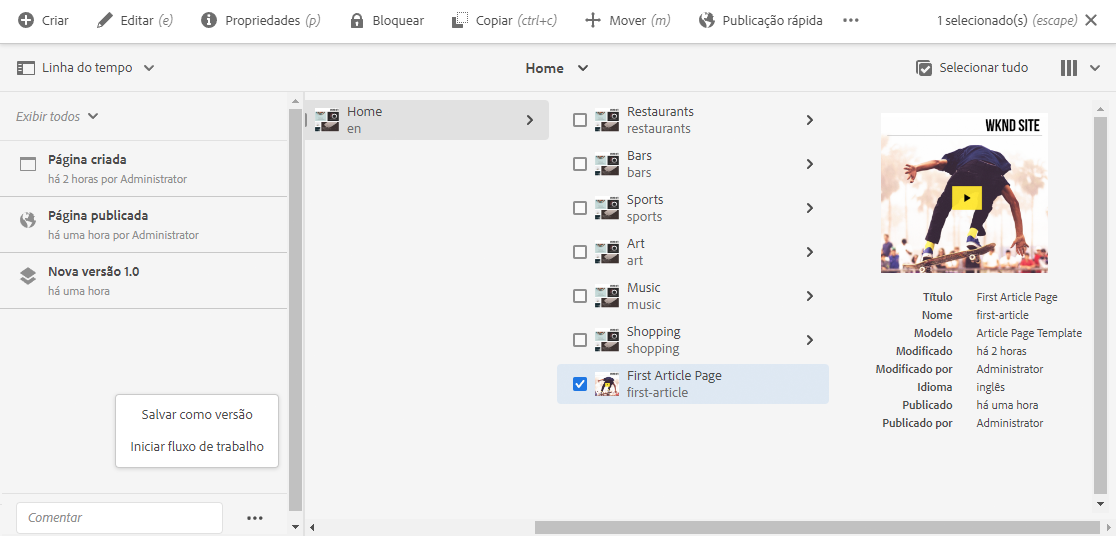 Criar Editar (e) Propriedades (p) Bloquear Copiar (ctrl+c) Mover (m) Publicação rápida 1 selecionado(s) (escape)
Linha do tempo Home Selecionar tudo
Exibir todos
Página criada
há 2 horas por Administrator
Página publicada
há uma hora por Administrator
Nova versão 1.0
há uma hora
Salvar como versão
Iniciar fluxo de trabalho
Comentar
Home
en
Restaurants
restaurants
Bars
bars
Sports
sports
Art
art
Music
music
Shopping
shopping
First Article Page
first-article
WKND SITE
Título First Article Page
Nome first-article
Modelo Article Page Template
Modificado há 2 horas
Modificado por Administrator
Idioma inglês
Publicado há uma hora
Publicado por Administrator